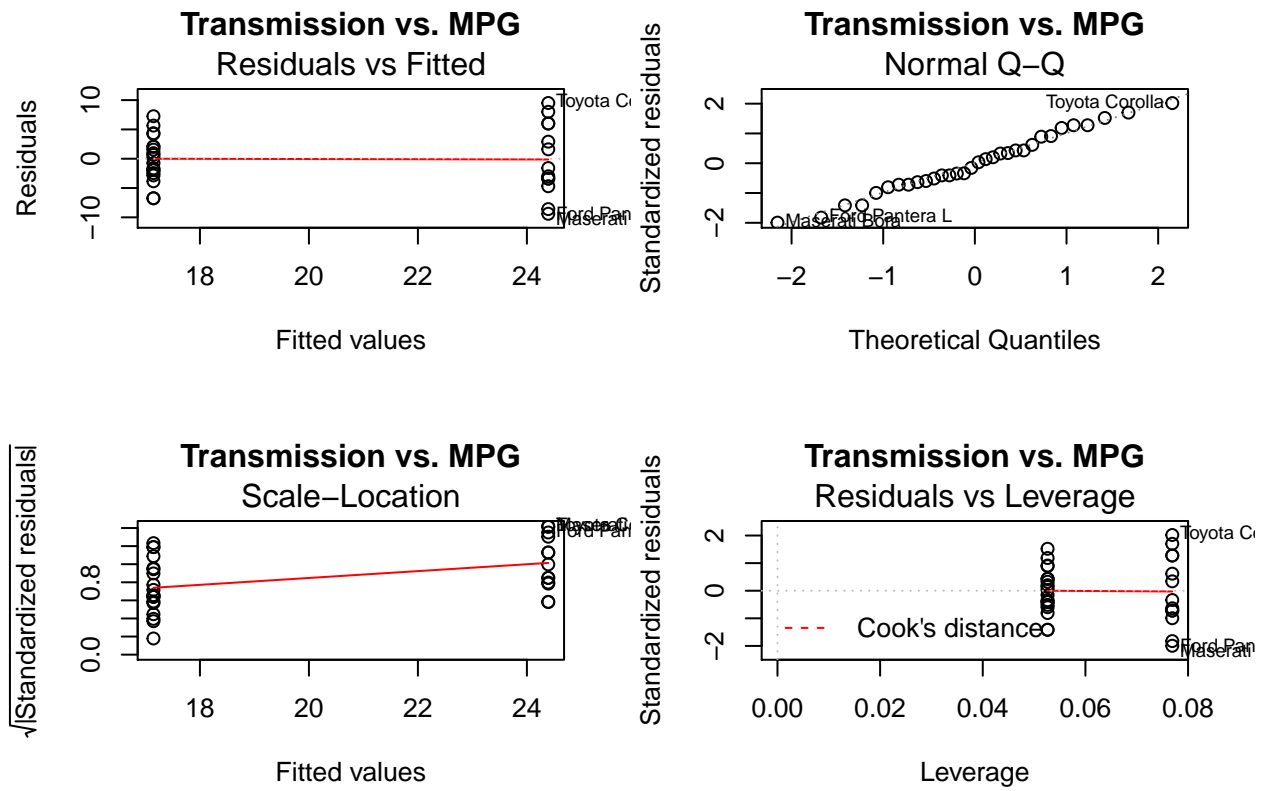 Transmission vs. MPG
Residuals vs Fitted
Residuals
10
0
−10
Toyota Co
Ford Pan
Maserati
18 20 22 24
Fitted values
Transmission vs. MPG
Normal Q−Q
Standardized residuals
2
0
−2
Toyota Corolla
Ford Pantera L
Maserati Bora
−2 −1 0 1 2
Theoretical Quantiles
Transmission vs. MPG
Scale−Location
√|Standardized residuals|
0.8
0.0
Ford Pan
18 20 22 24
Fitted values
Transmission vs. MPG
Residuals vs Leverage
Standardized residuals
2
0
−2
Toyota Co
Cook's distance
Ford Pan
Maserati
0.00 0.02 0.04 0.06 0.08
Leverage